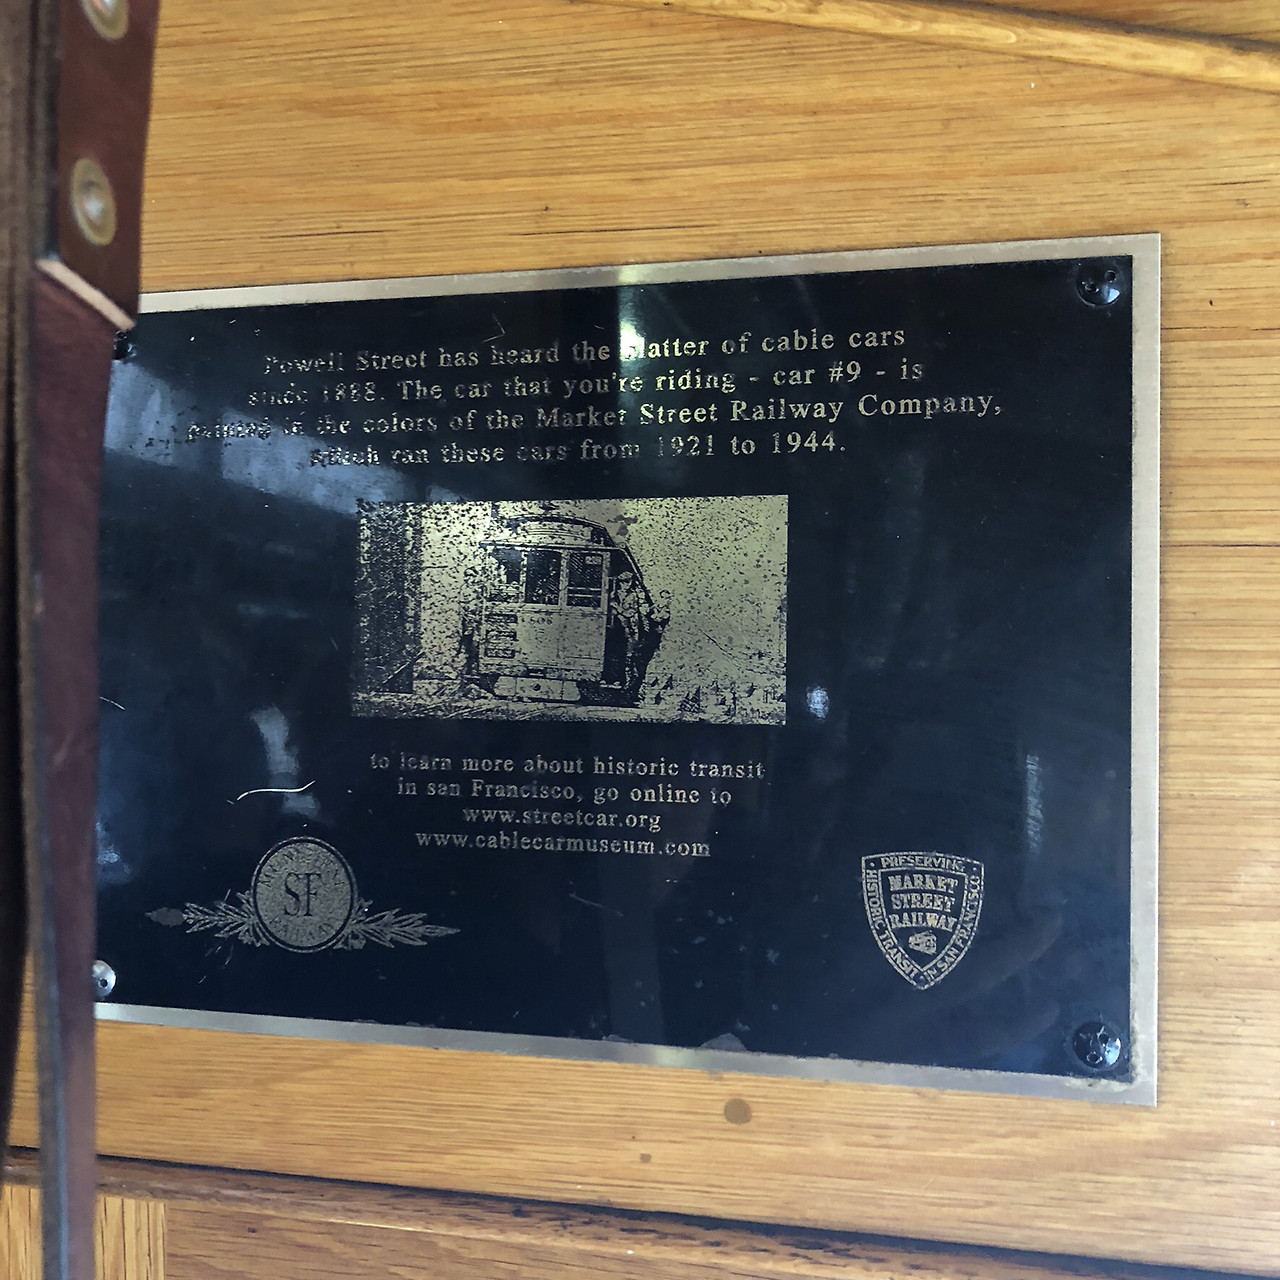 Powell Street has heard the clatter of cable cars
since 1888. The car that you're riding - car #9 - is
painted in the colors of the Market Street Railway Company,
which ran these cars from 1921 to 1944.
to learn more about historic transit
in san Francisco, go online to
www.streetcar.org
www.cablecarmuseum.com
SF
RAILWAY
PRESERVING
HISTORIC TRANSIT
IN SAN FRANCISCO
MARKET
STREET
RAILWAY